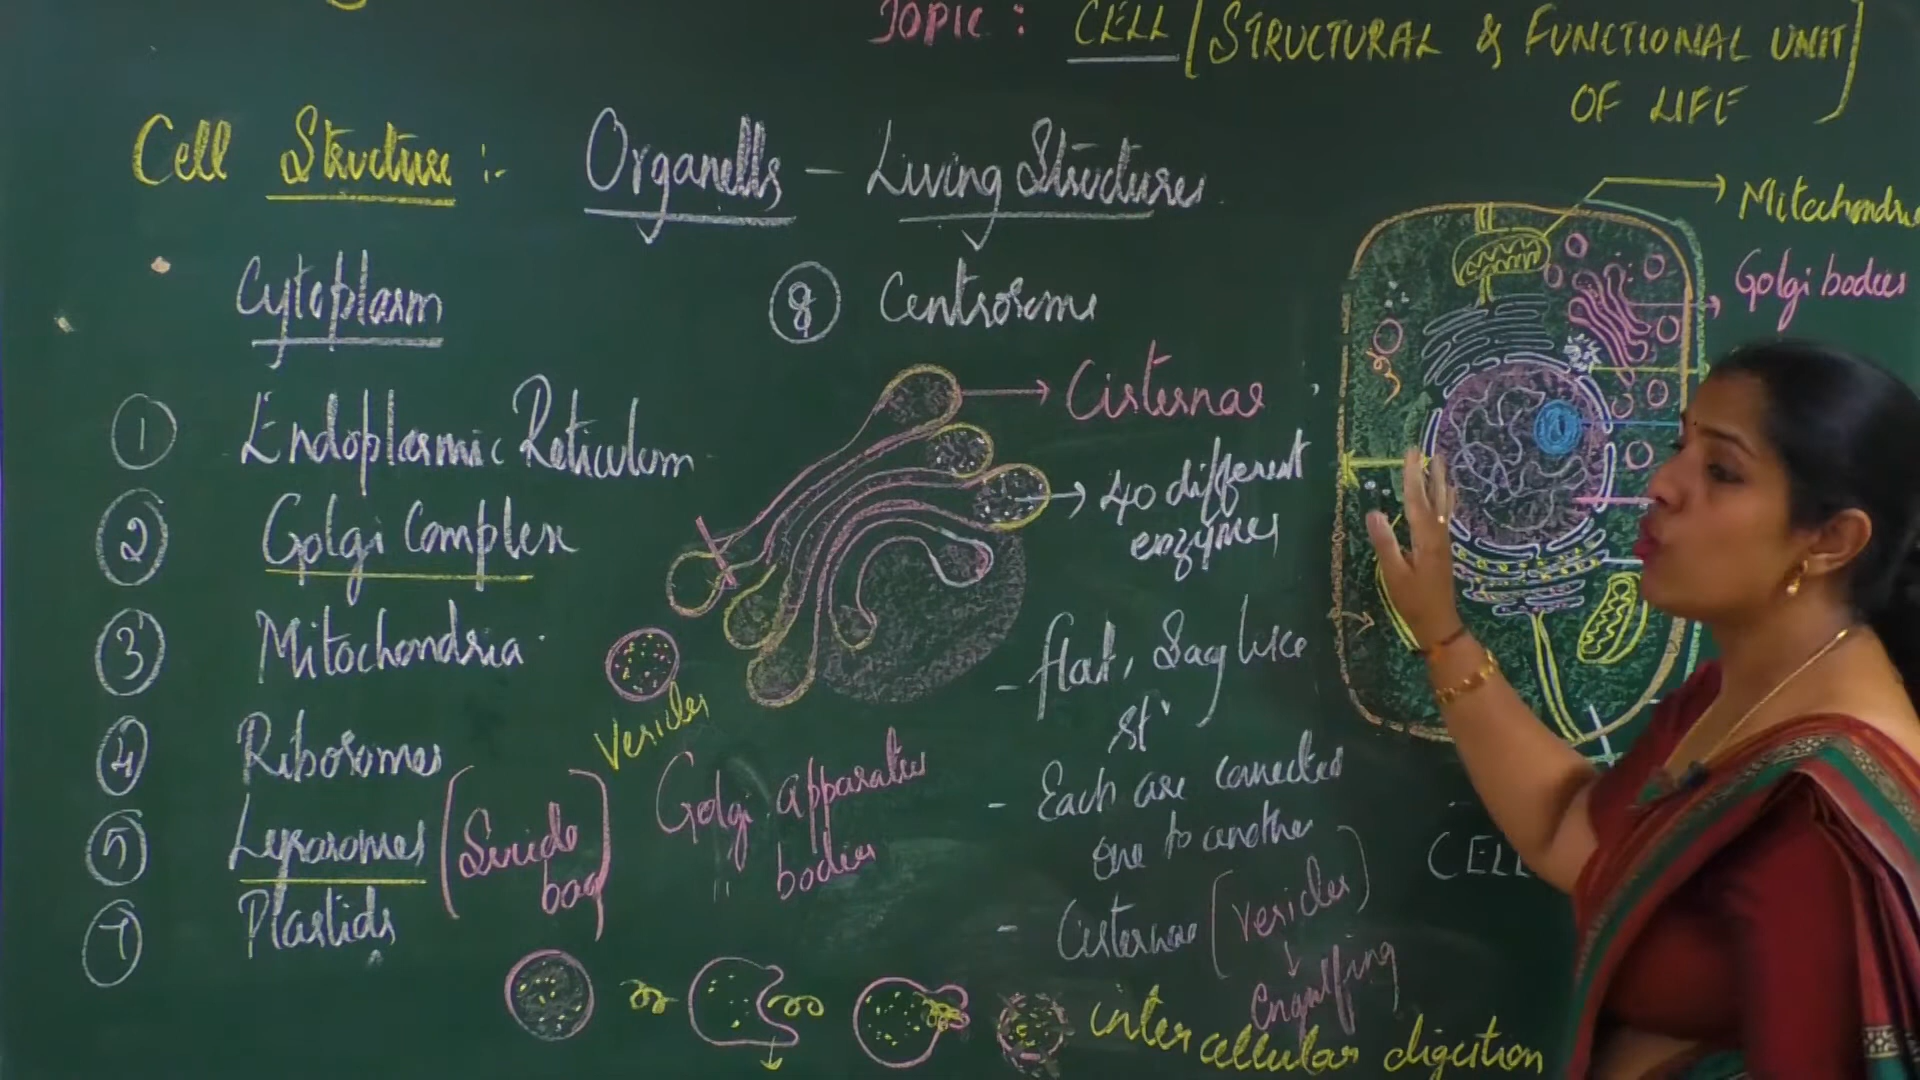 TOPIC : CELL [STRUCTURAL & FUNCTIONAL UNIT
OF LIFE]
Cell Structure :- Organells – Living Structures
Cytoplasm
① Endoplasmic Reticulum
② Golgi Complex
③ Mitochondria
④ Ribosomes
⑤ Lysosomes (Suicide
bag)
⑦ Plastids
⑧ Centrosome
Cisternae
40 different
enzymes
Vesicles
Golgi apparatus
" bodies
- flat, Sag like
st'
- Each are connected
one to another
- Cisternae (vesicles)
↓
Engulfing
inter cellular digestion
Mitochondria
Golgi bodies
CELL